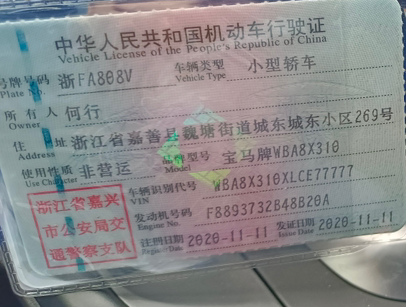 中华人民共和国机动车行驶证
Vehicle License of the People's Republic of China
号牌号码 浙FA808V 车辆类型 小型轿车
Plate No. Vehicle Type
所有人 何行
Owner
住址 浙江省嘉善县魏塘街道城东城东小区269号
Address
使用性质 非营运 品牌型号 宝马牌WBA8X310
Use Character Model
浙江省嘉兴市公安局交通警察支队
车辆识别代号 WBA8X310XLCE77777
VIN
发动机号码 F8893732B48B20A
Engine No.
注册日期 2020-11-11 发证日期 2020-11-11
Register Date Issue Date